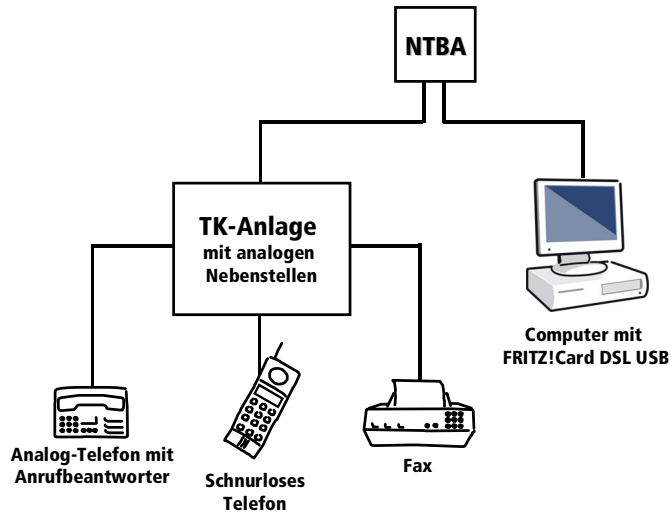 NTBA
TK-Anlage
mit analogen
Nebenstellen
Computer mit
FRITZ!Card DSL USB
Analog-Telefon mit
Anrufbeantworter
Schnurloses
Telefon
Fax